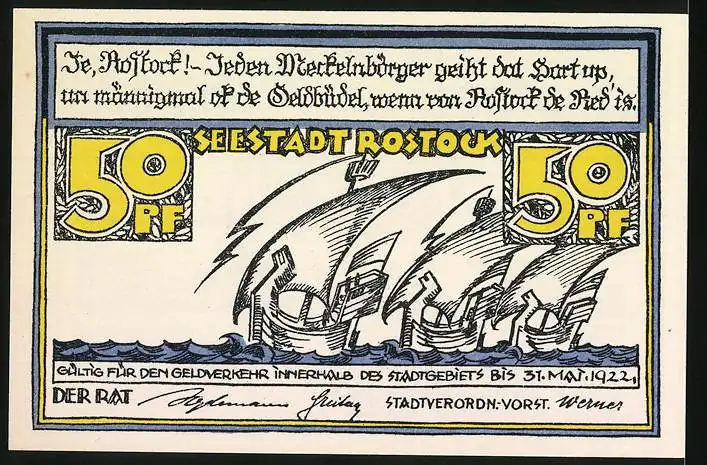 Je, Rostock! - Jeden Meckelnbörger geiht dat Hart up,
un männigmal ok de Geldbüdel, wenn von Rostock de Red' is.
SEESTADT ROSTOCK
50 PF
50 PF
GÜLTIG FÜR DEN GELDVERKEHR INNERHALB DES STADTGEBIETS BIS 31. MAI. 1922,
DER RAT Heydemann Freitag STADTVERORDN.-VORST. Werner